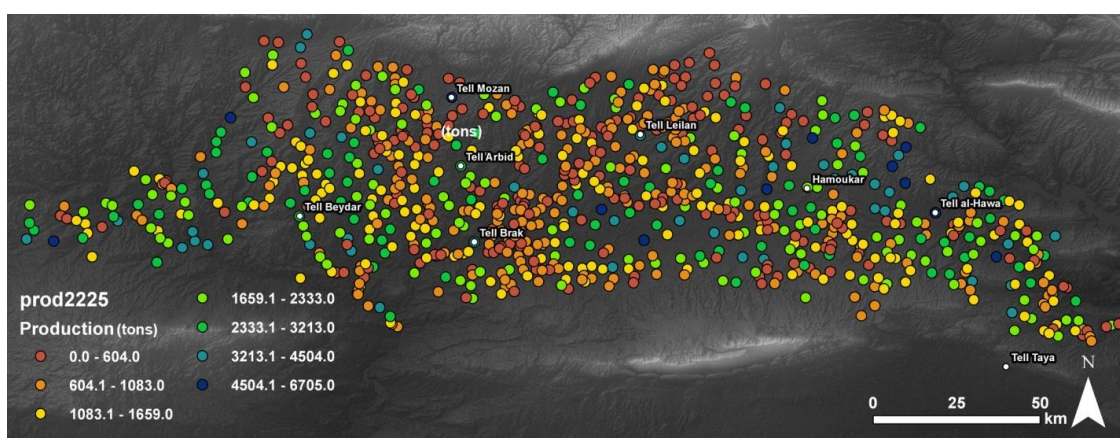 Tell Mozan
(tons)
Tell Leilan
Tell Arbid
Hamoukar
Tell Beydar
Tell al-Hawa
Tell Brak
prod2225
Production (tons)
0.0 - 604.0
604.1 - 1083.0
1083.1 - 1659.0
1659.1 - 2333.0
2333.1 - 3213.0
3213.1 - 4504.0
4504.1 - 6705.0
Tell Taya
N
0 25 50
km